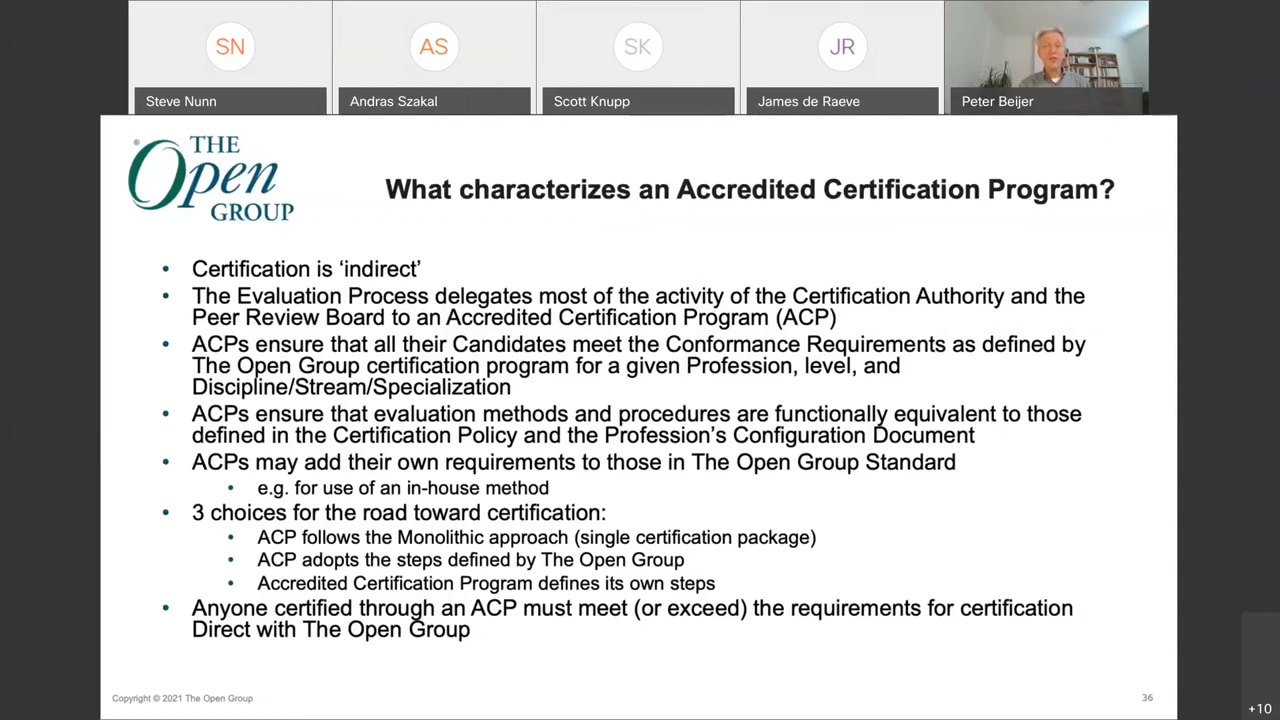 SN
AS
SK
JR
Steve Nunn
Andras Szakal
Scott Knupp
James de Raeve
Peter Beijer
® THE
Open
GROUP
What characterizes an Accredited Certification Program?
• Certification is ‘indirect’
• The Evaluation Process delegates most of the activity of the Certification Authority and the
Peer Review Board to an Accredited Certification Program (ACP)
• ACPs ensure that all their Candidates meet the Conformance Requirements as defined by
The Open Group certification program for a given Profession, level, and
Discipline/Stream/Specialization
• ACPs ensure that evaluation methods and procedures are functionally equivalent to those
defined in the Certification Policy and the Profession’s Configuration Document
• ACPs may add their own requirements to those in The Open Group Standard
• e.g. for use of an in-house method
• 3 choices for the road toward certification:
• ACP follows the Monolithic approach (single certification package)
• ACP adopts the steps defined by The Open Group
• Accredited Certification Program defines its own steps
• Anyone certified through an ACP must meet (or exceed) the requirements for certification
Direct with The Open Group
Copyright © 2021 The Open Group
36
+10